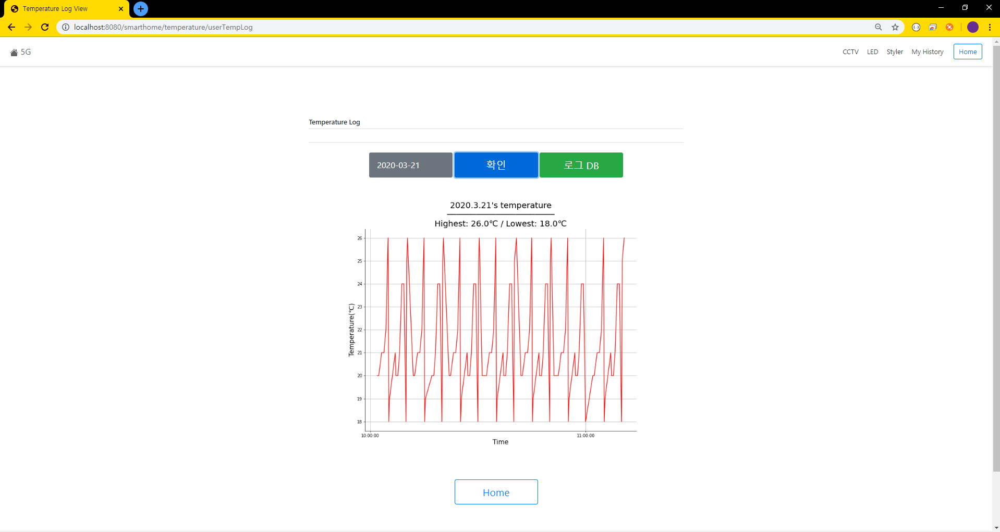 Temperature Log View
localhost:8080/smarthome/temperature/userTempLog
5G
CCTV LED Styler My History Home
Temperature Log
2020-03-21 확인 로그 DB
2020.3.21's temperature
Highest: 26.0℃ / Lowest: 18.0℃
26
25
24
23
22
21
20
19
18
Temperature(℃)
10:00:00 11:00:00
Time
Home